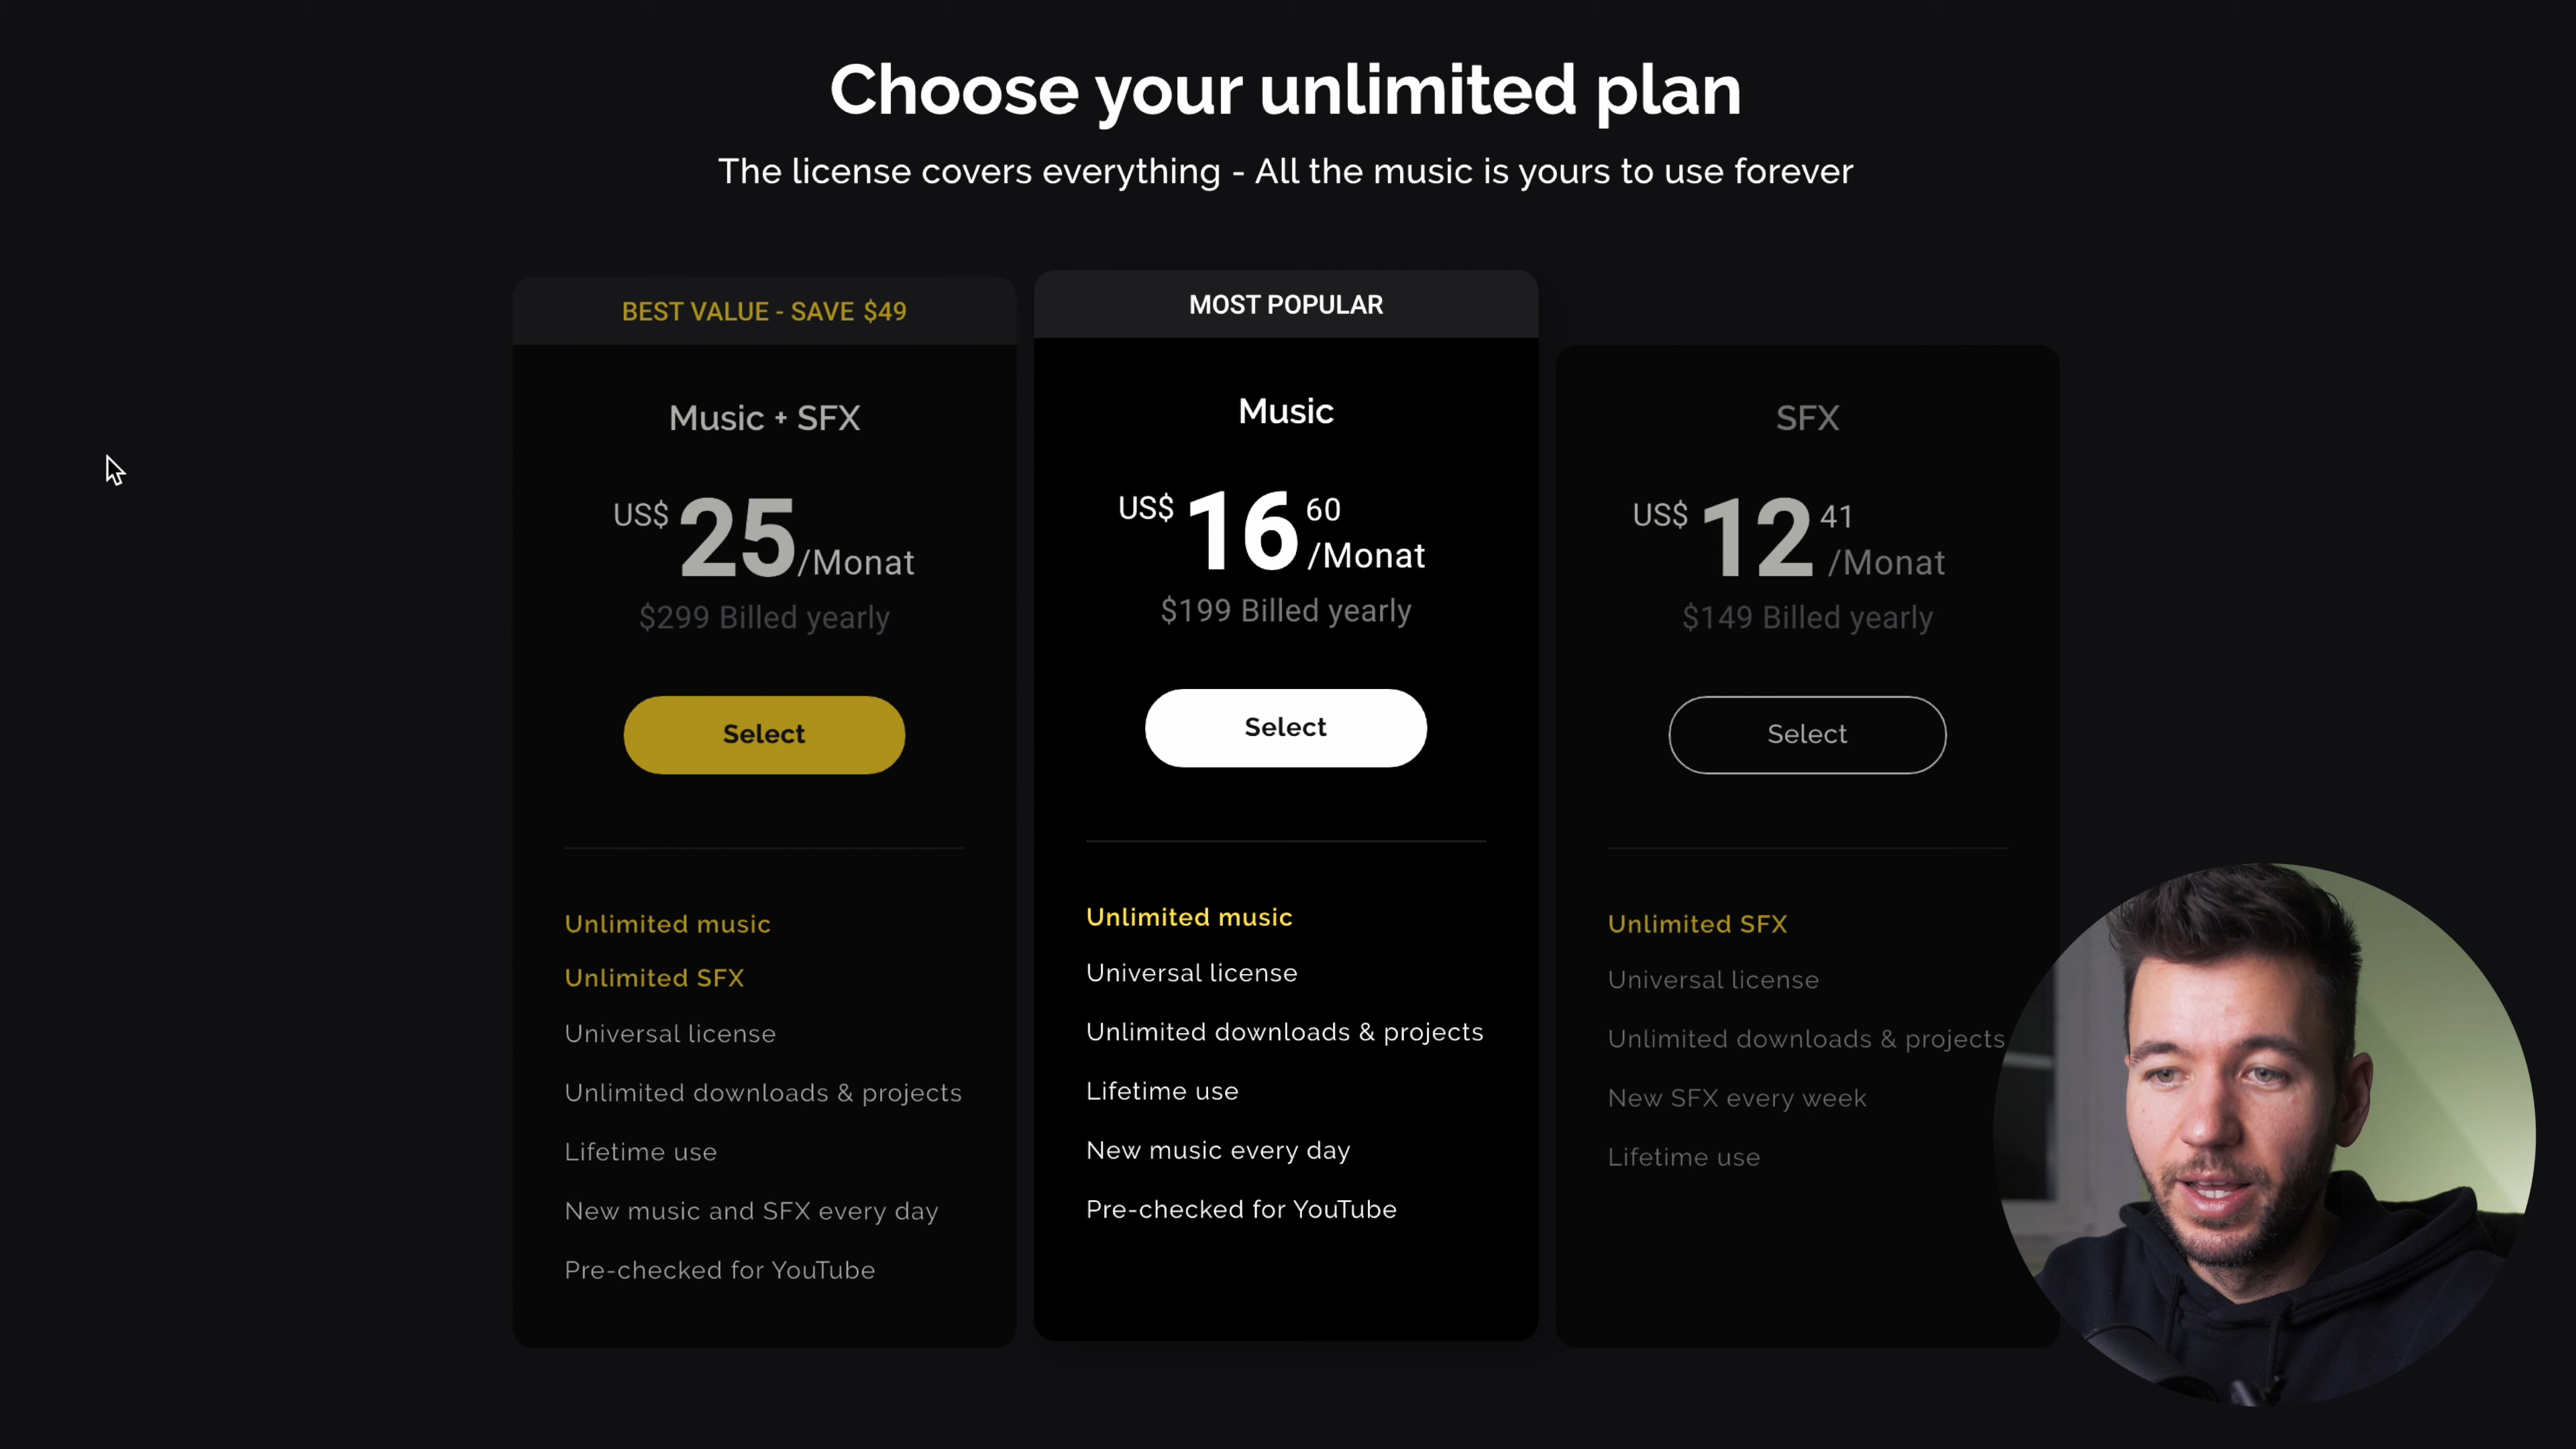 Choose your unlimited plan
The license covers everything - All the music is yours to use forever
BEST VALUE - SAVE $49
Music + SFX
US$ 25 /Monat
$299 Billed yearly
Select
Unlimited music
Unlimited SFX
Universal license
Unlimited downloads & projects
Lifetime use
New music and SFX every day
Pre-checked for YouTube
MOST POPULAR
Music
US$ 16 60 /Monat
$199 Billed yearly
Select
Unlimited music
Universal license
Unlimited downloads & projects
Lifetime use
New music every day
Pre-checked for YouTube
SFX
US$ 12 41 /Monat
$149 Billed yearly
Select
Unlimited SFX
Universal license
Unlimited downloads & projects
New SFX every week
Lifetime use